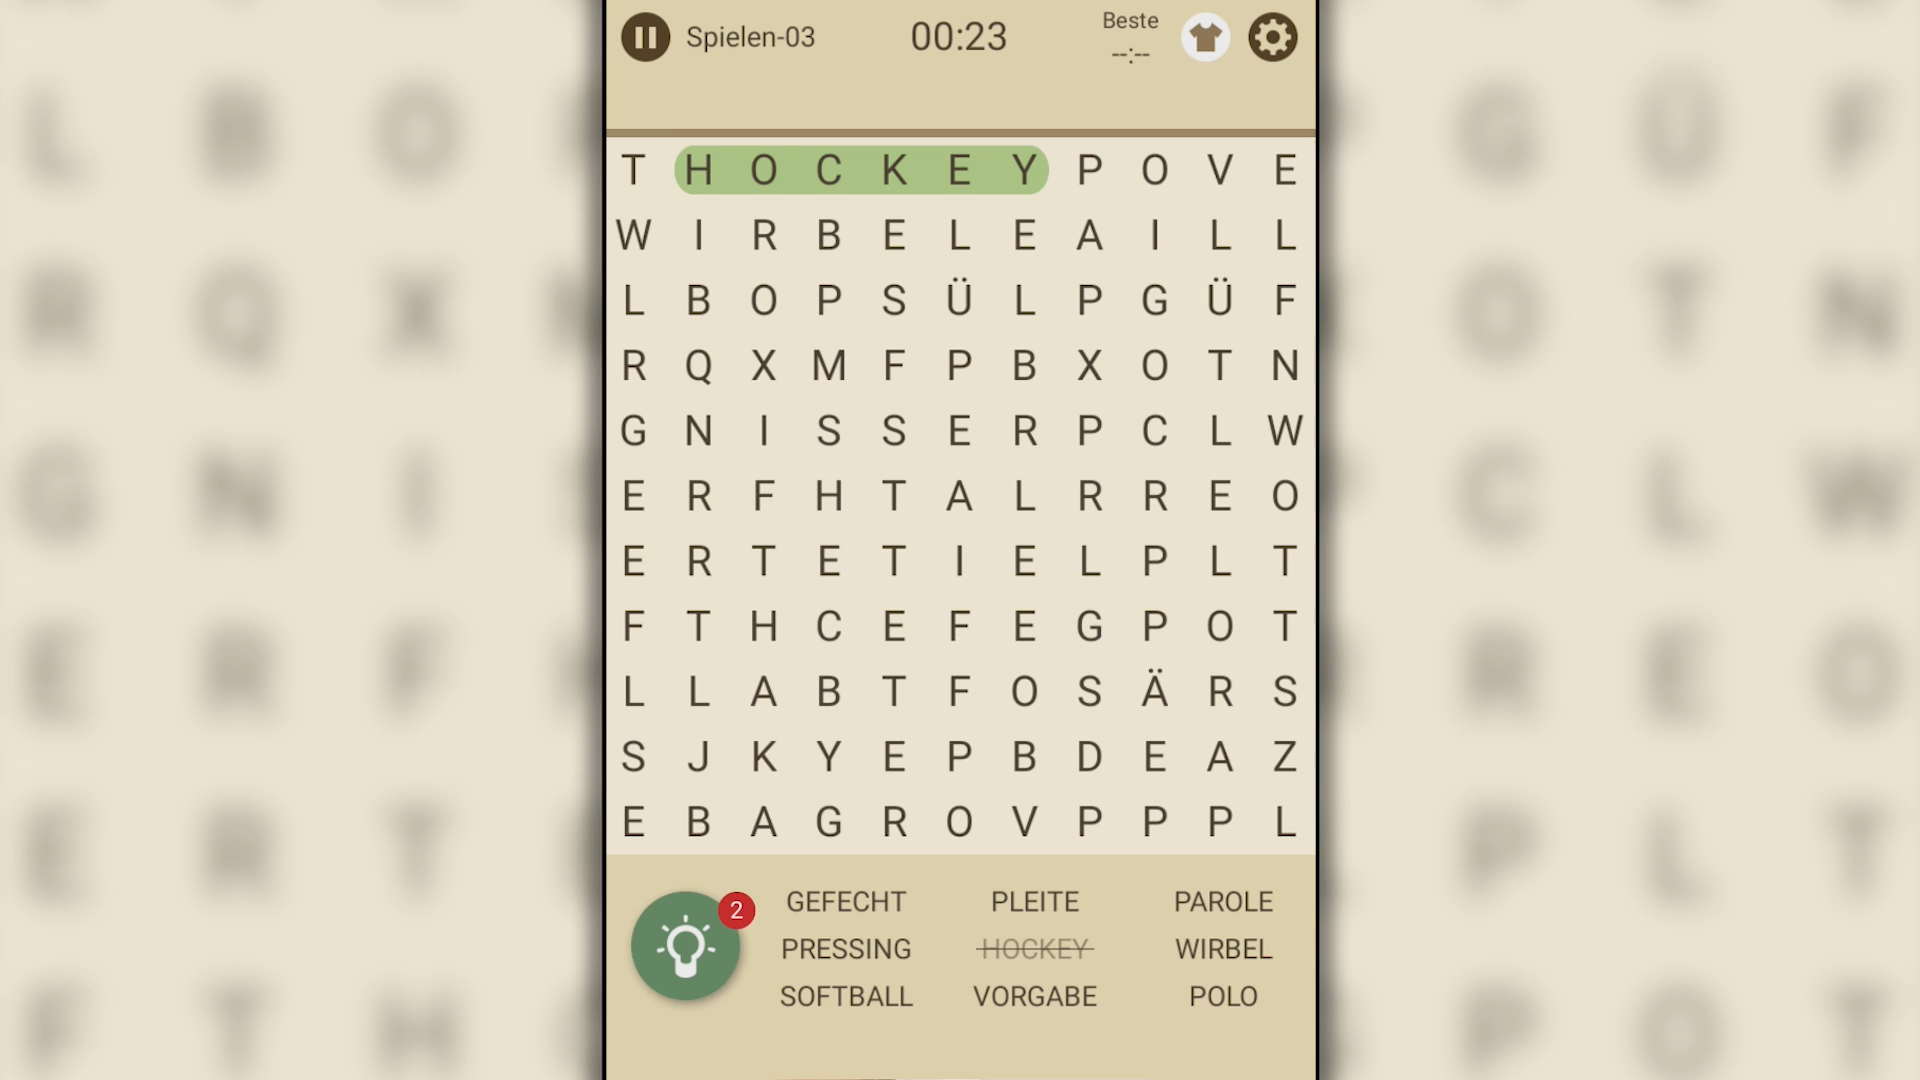 Spielen-03 00:23 Beste
--:--
T H O C K E Y P O V E
W I R B E L E A I L L
L B O P S Ü L P G Ü F
R Q X M F P B X O T N
G N I S S E R P C L W
E R F H T A L R R E O
E R T E T I E L P L T
F T H C E F E G P O T
L L A B T F O S Ä R S
S J K Y E P B D E A Z
E B A G R O V P P P L
2
GEFECHT PLEITE PAROLE
PRESSING HOCKEY WIRBEL
SOFTBALL VORGABE POLO